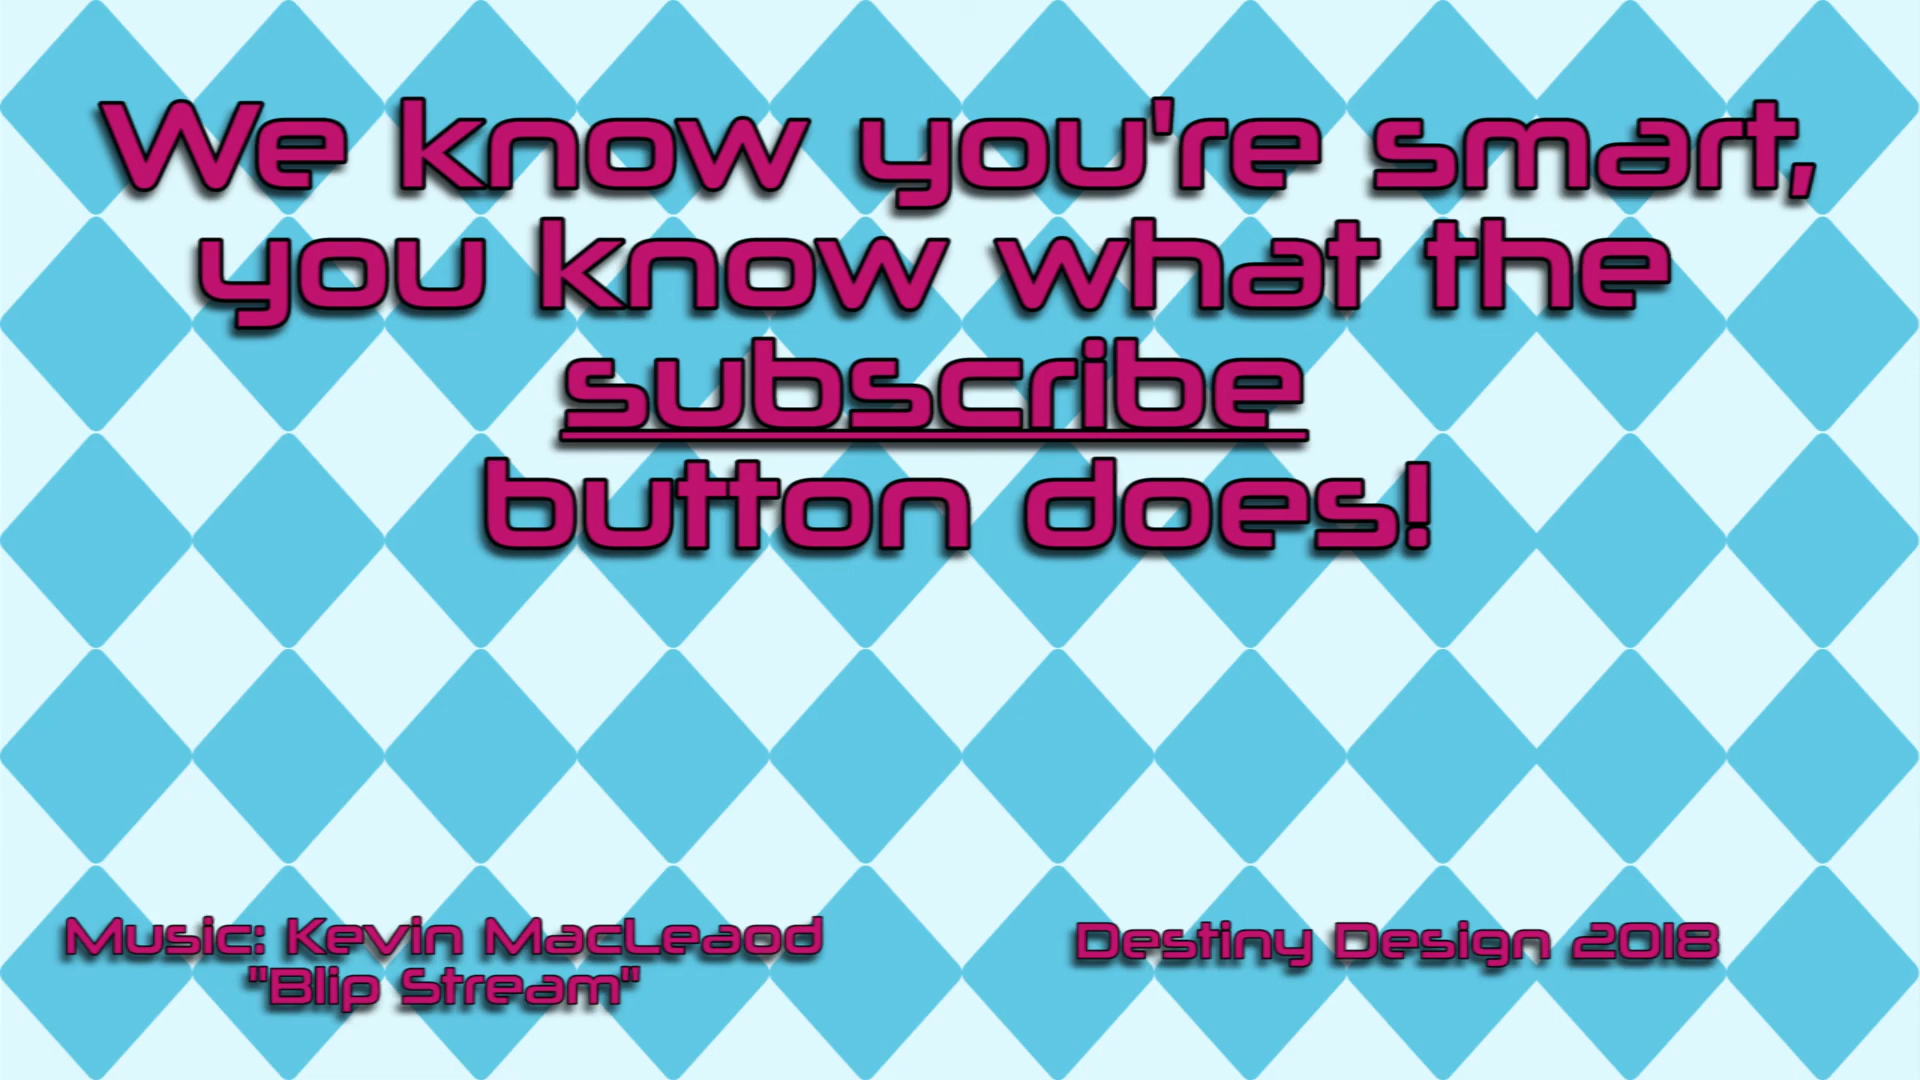 We know you're smart,
you know what the
subscribe
button does!
Music: Kevin MacLeaod
"Blip Stream"
Destiny Design 2018